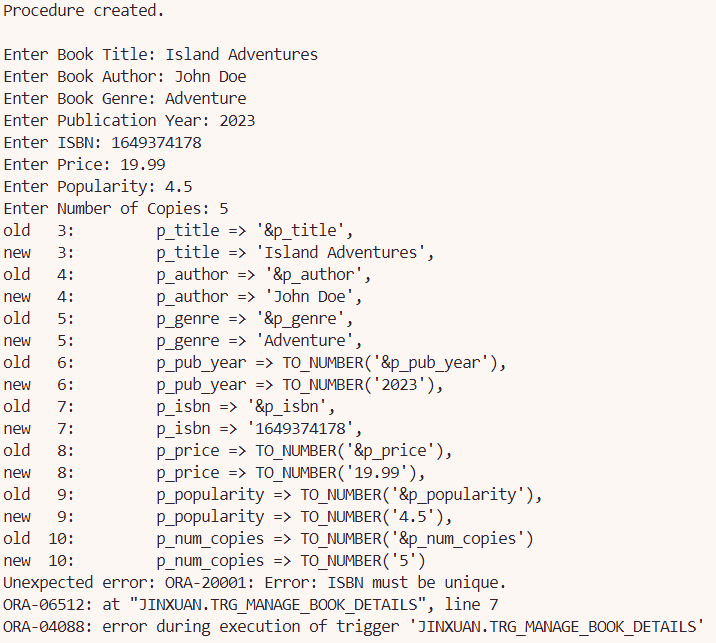 Procedure created.

Enter Book Title: Island Adventures
Enter Book Author: John Doe
Enter Book Genre: Adventure
Enter Publication Year: 2023
Enter ISBN: 1649374178
Enter Price: 19.99
Enter Popularity: 4.5
Enter Number of Copies: 5
old   3:         p_title => '&p_title',
new   3:         p_title => 'Island Adventures',
old   4:         p_author => '&p_author',
new   4:         p_author => 'John Doe',
old   5:         p_genre => '&p_genre',
new   5:         p_genre => 'Adventure',
old   6:         p_pub_year => TO_NUMBER('&p_pub_year'),
new   6:         p_pub_year => TO_NUMBER('2023'),
old   7:         p_isbn => '&p_isbn',
new   7:         p_isbn => '1649374178',
old   8:         p_price => TO_NUMBER('&p_price'),
new   8:         p_price => TO_NUMBER('19.99'),
old   9:         p_popularity => TO_NUMBER('&p_popularity'),
new   9:         p_popularity => TO_NUMBER('4.5'),
old  10:         p_num_copies => TO_NUMBER('&p_num_copies')
new  10:         p_num_copies => TO_NUMBER('5')
Unexpected error: ORA-20001: Error: ISBN must be unique.
ORA-06512: at "JINXUAN.TRG_MANAGE_BOOK_DETAILS", line 7
ORA-04088: error during execution of trigger 'JINXUAN.TRG_MANAGE_BOOK_DETAILS'